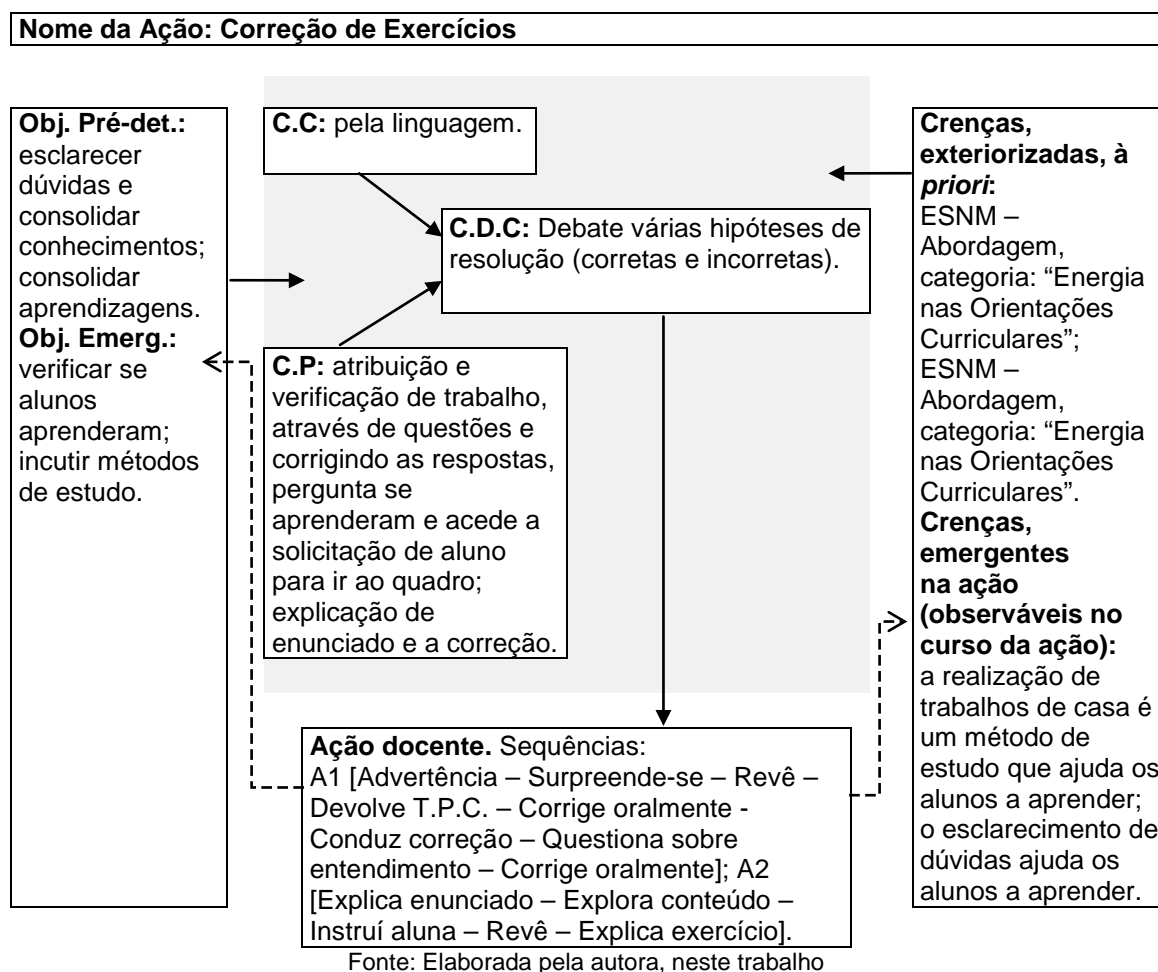 Nome da Ação: Correção de Exercícios
Obj. Pré-det.:
esclarecer
dúvidas e
consolidar
conhecimentos;
consolidar
aprendizagens.
Obj. Emerg.:
verificar se
alunos
aprenderam;
incutir métodos
de estudo.
C.C: pela linguagem.
C.D.C: Debate várias hipóteses de
resolução (corretas e incorretas).
C.P: atribuição e
verificação de trabalho,
através de questões e
corrigindo as respostas,
pergunta se
aprenderam e acede a
solicitação de aluno
para ir ao quadro;
explicação de
enunciado e a correção.
Crenças,
exteriorizadas, à
priori:
ESNM –
Abordagem,
categoria: “Energia
nas Orientações
Curriculares”;
ESNM –
Abordagem,
categoria: “Energia
nas Orientações
Curriculares”.
Crenças,
emergentes
na ação
(observáveis no
curso da ação):
a realização de
trabalhos de casa é
um método de
estudo que ajuda os
alunos a aprender;
o esclarecimento de
dúvidas ajuda os
alunos a aprender.
Ação docente. Sequências:
A1 [Advertência – Surpreende-se – Revê –
Devolve T.P.C. – Corrige oralmente -
Conduz correção – Questiona sobre
entendimento – Corrige oralmente]; A2
[Explica enunciado – Explora conteúdo –
Instruí aluna – Revê – Explica exercício].
Fonte: Elaborada pela autora, neste trabalho